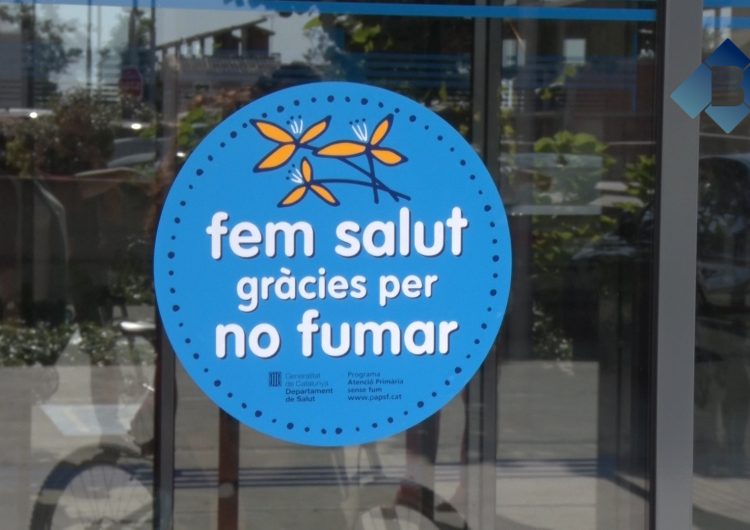 fem salut
gràcies per
no fumar
Generalitat
de Catalunya
Departament
de Salut
Programa
Atenció Primària
sense fum
www.papsf.cat